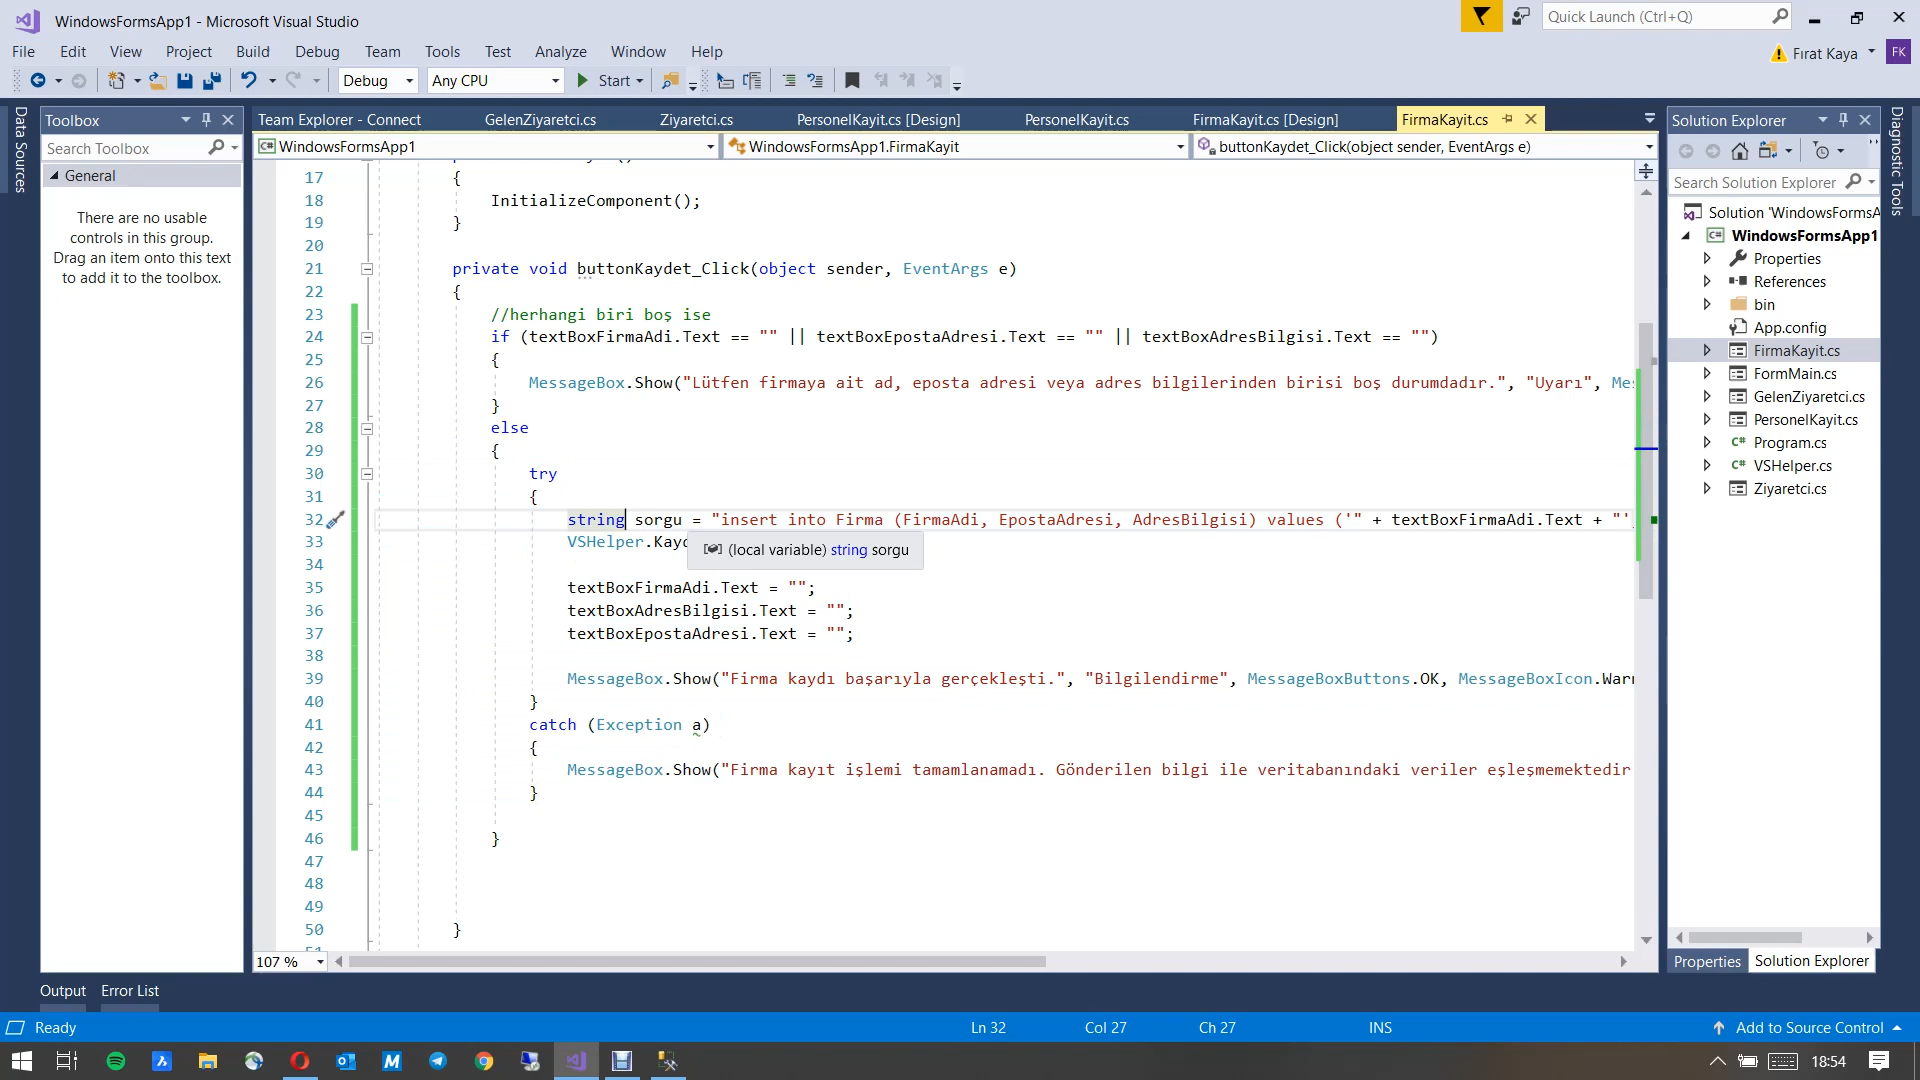 WindowsFormsApp1 - Microsoft Visual Studio
Quick Launch (Ctrl+Q)
File Edit View Project Build Debug Team Tools Test Analyze Window Help
Fırat Kaya
FK
Debug Any CPU Start
Data Sources
Toolbox
Search Toolbox
General
There are no usable
controls in this group.
Drag an item onto this text
to add it to the toolbox.
Team Explorer - Connect GelenZiyaretci.cs Ziyaretci.cs PersonelKayit.cs [Design] PersonelKayit.cs FirmaKayit.cs [Design] FirmaKayit.cs
WindowsFormsApp1 WindowsFormsApp1.FirmaKayit buttonKaydet_Click(object sender, EventArgs e)
17 {
18 InitializeComponent();
19 }
20
21 private void buttonKaydet_Click(object sender, EventArgs e)
22 {
23 //herhangi biri boş ise
24 if (textBoxFirmaAdi.Text == "" || textBoxEpostaAdresi.Text == "" || textBoxAdresBilgisi.Text == "")
25 {
26 MessageBox.Show("Lütfen firmaya ait ad, eposta adresi veya adres bilgilerinden birisi boş durumdadır.", "Uyarı", Mes
27 }
28 else
29 {
30 try
31 {
32 string sorgu = "insert into Firma (FirmaAdi, EpostaAdresi, AdresBilgisi) values ('" + textBoxFirmaAdi.Text + "'
33 VSHelper.Kayd
(local variable) string sorgu
34
35 textBoxFirmaAdi.Text = "";
36 textBoxAdresBilgisi.Text = "";
37 textBoxEpostaAdresi.Text = "";
38
39 MessageBox.Show("Firma kaydı başarıyla gerçekleşti.", "Bilgilendirme", MessageBoxButtons.OK, MessageBoxIcon.Warn
40 }
41 catch (Exception a)
42 {
43 MessageBox.Show("Firma kayıt işlemi tamamlanamadı. Gönderilen bilgi ile veritabanındaki veriler eşleşmemektedir
44 }
45
46 }
47
48
49
50 }
107 %
Solution Explorer
Search Solution Explorer
Solution 'WindowsFormsA
WindowsFormsApp1
Properties
References
bin
App.config
FirmaKayit.cs
FormMain.cs
GelenZiyaretci.cs
PersonelKayit.cs
Program.cs
VSHelper.cs
Ziyaretci.cs
Properties Solution Explorer
Diagnostic Tools
Output Error List
Ready Ln 32 Col 27 Ch 27 INS Add to Source Control
18:54